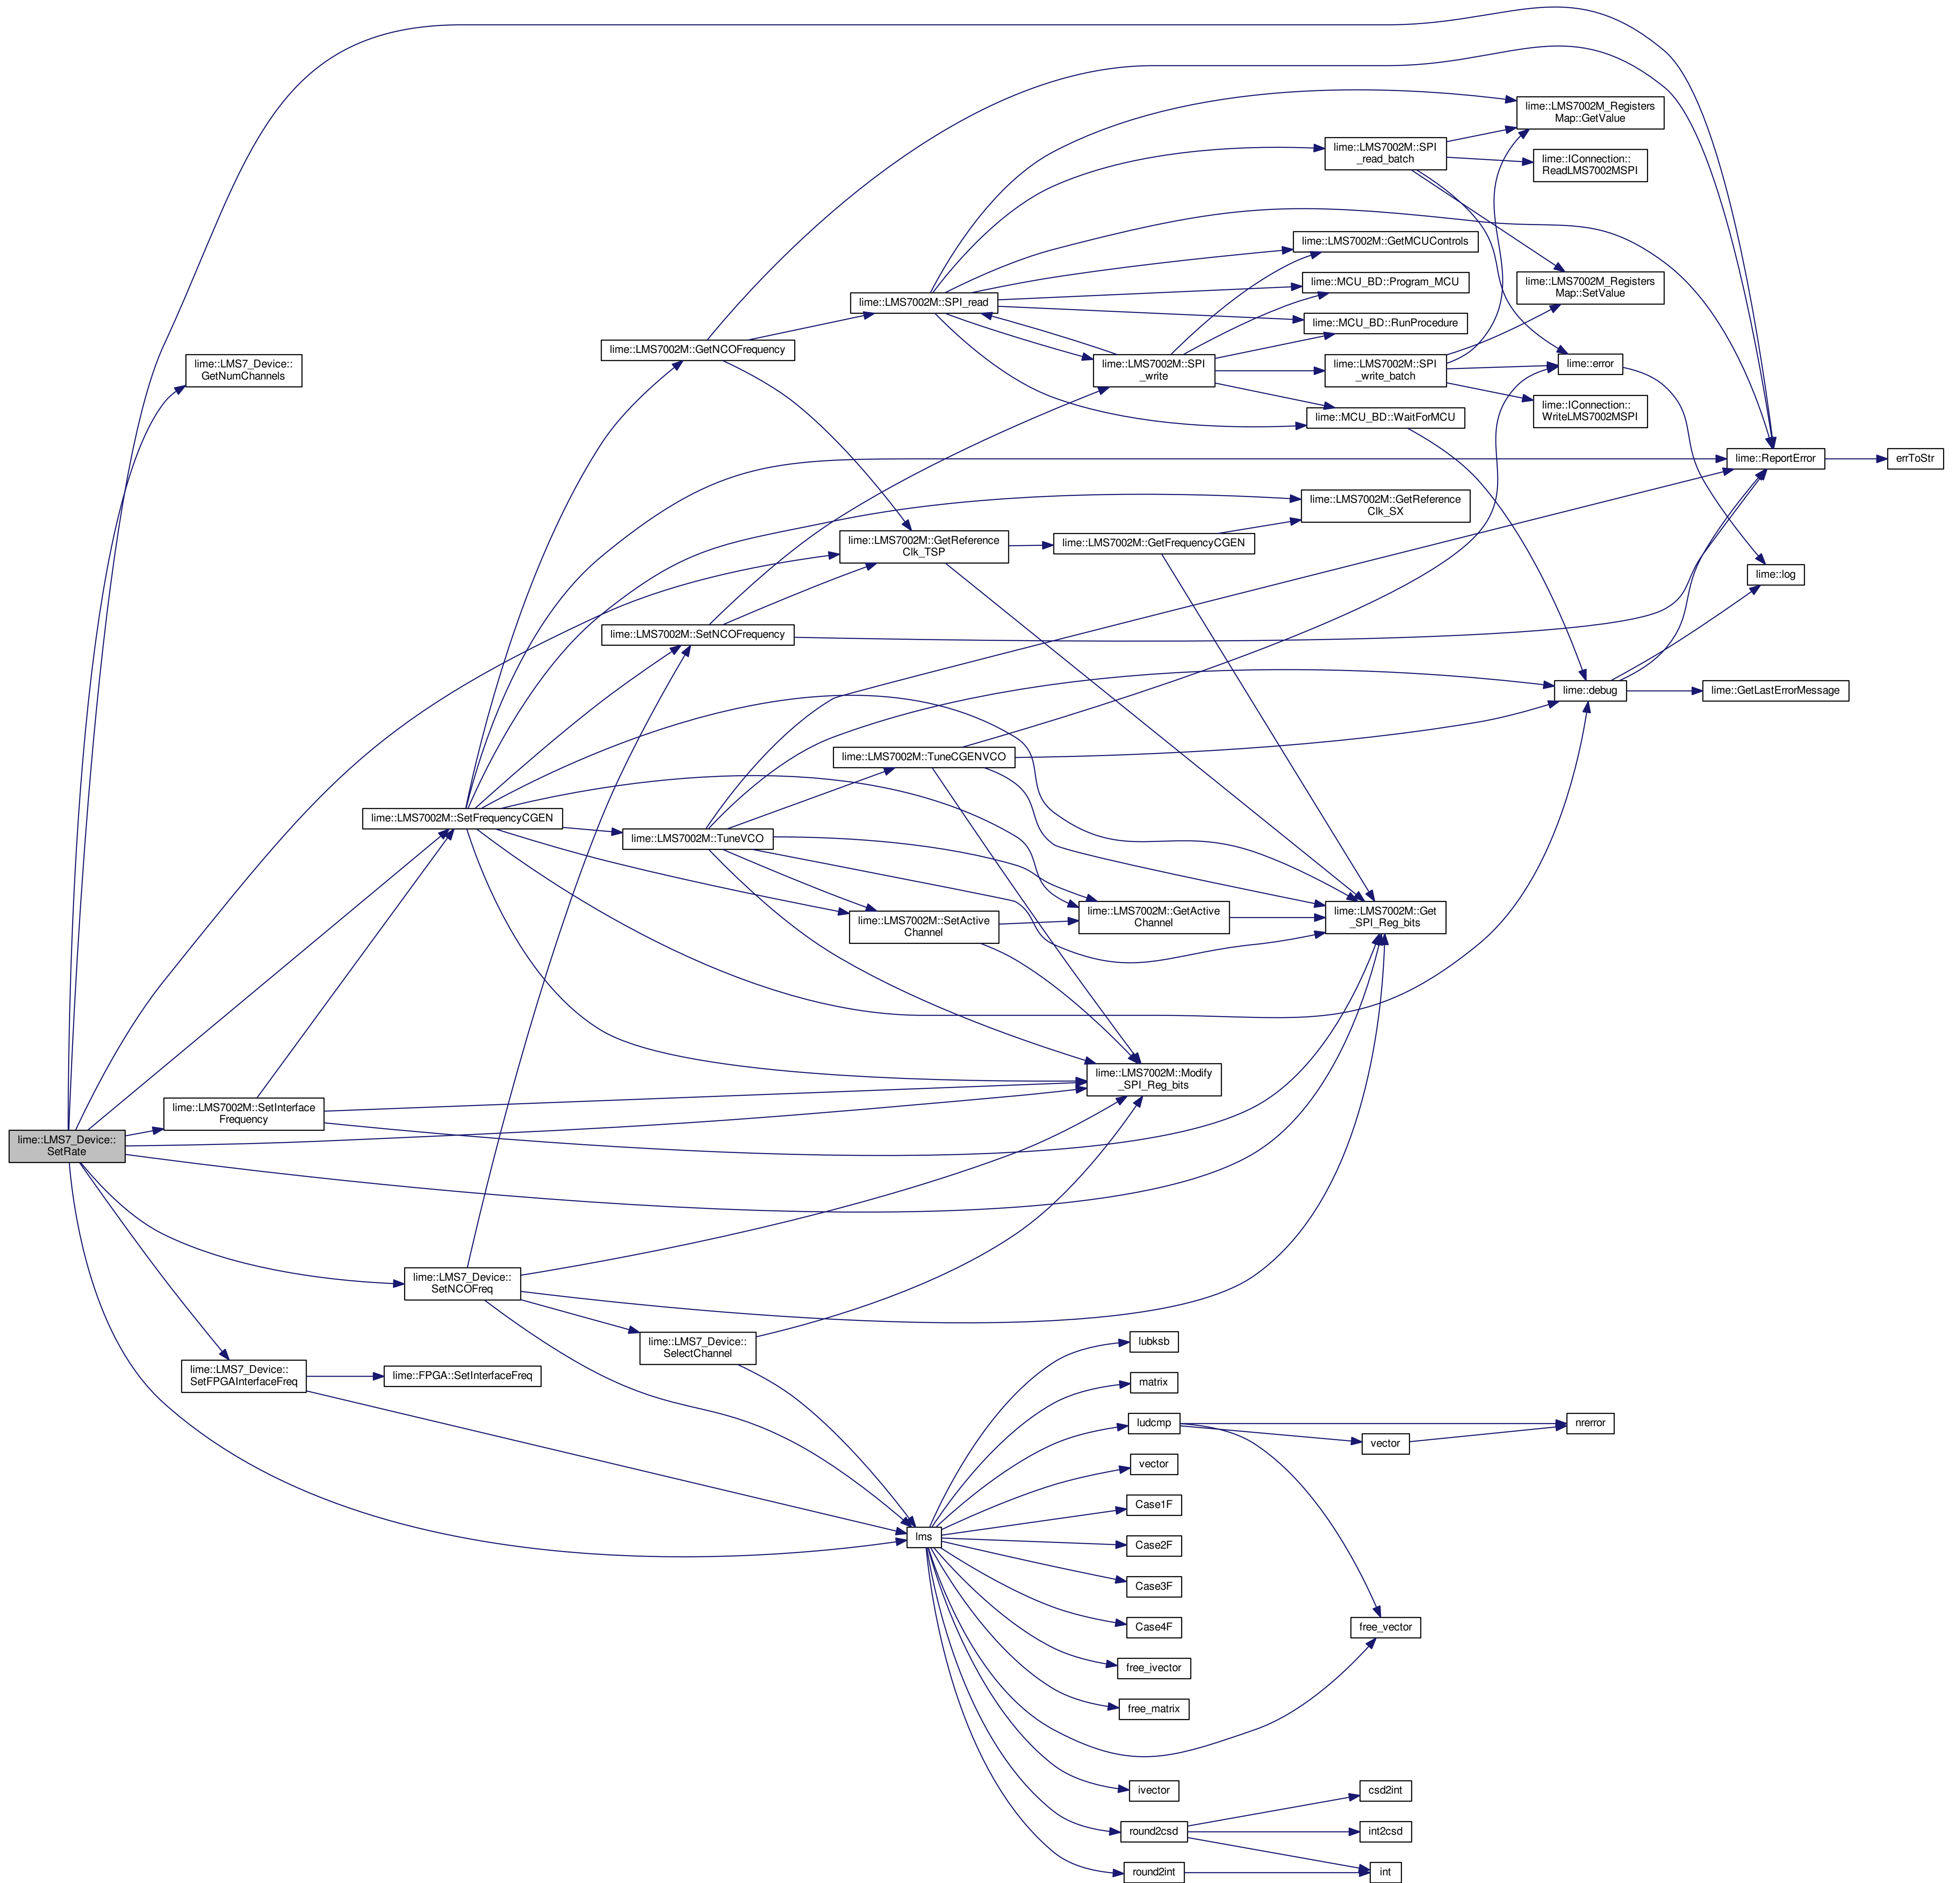 lime::LMS7_Device::
SetRate
lime::LMS7_Device::
GetNumChannels
lime::LMS7002M::SetInterface
Frequency
lime::LMS7_Device::
SetFPGAInterfaceFreq
lime::LMS7002M::SetFrequencyCGEN
lime::LMS7_Device::
SetNCOFreq
lime::FPGA::SetInterfaceFreq
lime::LMS7002M::GetNCOFrequency
lime::LMS7002M::SetNCOFrequency
lime::LMS7002M::TuneVCO
lime::LMS7_Device::
SelectChannel
lime::LMS7002M::SPI_read
lime::LMS7002M::GetReference
Clk_TSP
lime::LMS7002M::TuneCGENVCO
lime::LMS7002M::SetActive
Channel
lms
lime::LMS7002M::SPI
_write
lime::LMS7002M::GetFrequencyCGEN
lime::LMS7002M::GetActive
Channel
lime::LMS7002M::Modify
_SPI_Reg_bits
lubksb
matrix
ludcmp
vector
Case1F
Case2F
Case3F
Case4F
free_ivector
free_matrix
ivector
round2csd
round2int
lime::LMS7002M::SPI
_read_batch
lime::LMS7002M::GetMCUControls
lime::MCU_BD::Program_MCU
lime::MCU_BD::RunProcedure
lime::LMS7002M::SPI
_write_batch
lime::MCU_BD::WaitForMCU
lime::LMS7002M::GetReference
Clk_SX
lime::LMS7002M::Get
_SPI_Reg_bits
vector
free_vector
csd2int
int2csd
int
lime::LMS7002M_Registers
Map::GetValue
lime::IConnection::
ReadLMS7002MSPI
lime::LMS7002M_Registers
Map::SetValue
lime::error
lime::IConnection::
WriteLMS7002MSPI
lime::debug
nrerror
lime::ReportError
lime::log
lime::GetLastErrorMessage
errToStr